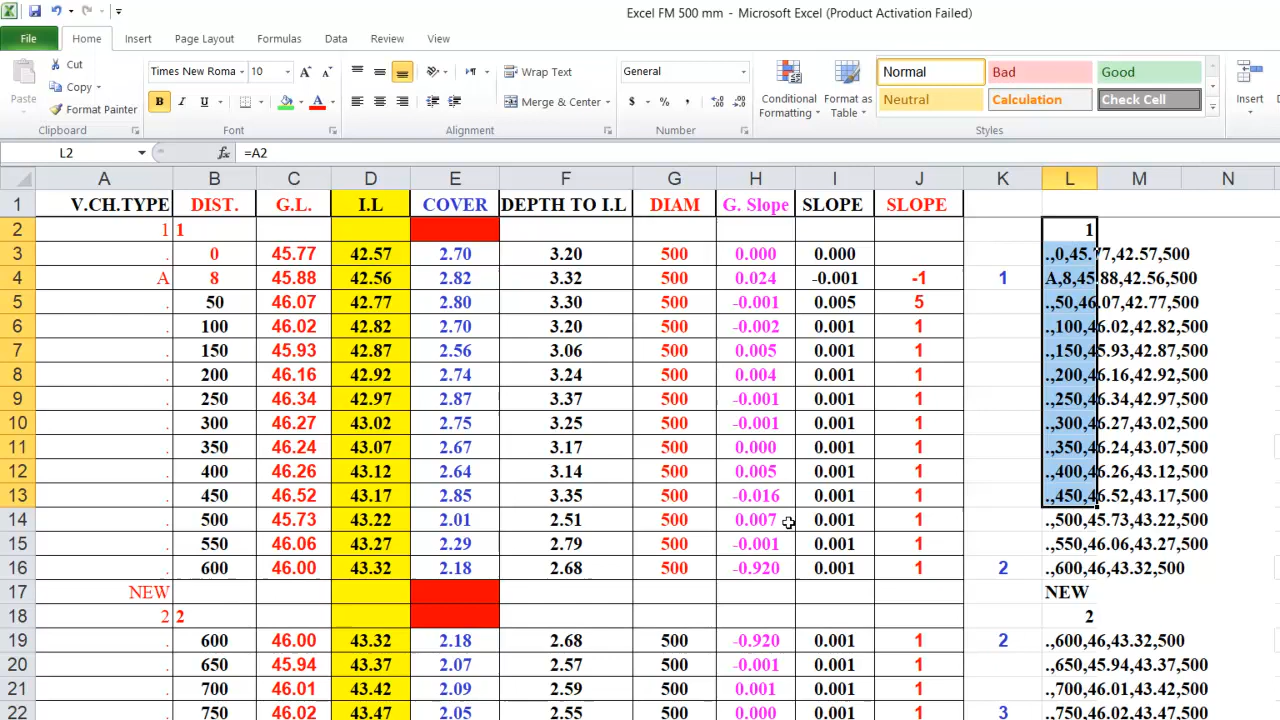 Excel FM 500 mm - Microsoft Excel (Product Activation Failed)
File Home Insert Page Layout Formulas Data Review View
Paste Cut Copy Format Painter
Times New Roma 10 B I U A A A
Wrap Text Merge & Center
General $ % ,
Conditional Formatting Format as Table
Normal Bad Good
Neutral Calculation Check Cell
Insert
Clipboard Font Alignment Number Styles
L2 fx =A2
A B C D E F G H I J K L M N
1 V.CH.TYPE DIST. G.L. I.L COVER DEPTH TO I.L DIAM G. Slope SLOPE SLOPE
2 1 1 1
3 . 0 45.77 42.57 2.70 3.20 500 0.000 0.000 .,0,45.77,42.57,500
4 A 8 45.88 42.56 2.82 3.32 500 0.024 -0.001 -1 1 A,8,45.88,42.56,500
5 . 50 46.07 42.77 2.80 3.30 500 -0.001 0.005 5 .,50,46.07,42.77,500
6 . 100 46.02 42.82 2.70 3.20 500 -0.002 0.001 1 .,100,46.02,42.82,500
7 . 150 45.93 42.87 2.56 3.06 500 0.005 0.001 1 .,150,45.93,42.87,500
8 . 200 46.16 42.92 2.74 3.24 500 0.004 0.001 1 .,200,46.16,42.92,500
9 . 250 46.34 42.97 2.87 3.37 500 -0.001 0.001 1 .,250,46.34,42.97,500
10 . 300 46.27 43.02 2.75 3.25 500 -0.001 0.001 1 .,300,46.27,43.02,500
11 . 350 46.24 43.07 2.67 3.17 500 0.000 0.001 1 .,350,46.24,43.07,500
12 . 400 46.26 43.12 2.64 3.14 500 0.005 0.001 1 .,400,46.26,43.12,500
13 . 450 46.52 43.17 2.85 3.35 500 -0.016 0.001 1 .,450,46.52,43.17,500
14 . 500 45.73 43.22 2.01 2.51 500 0.007 0.001 1 .,500,45.73,43.22,500
15 . 550 46.06 43.27 2.29 2.79 500 -0.001 0.001 1 .,550,46.06,43.27,500
16 . 600 46.00 43.32 2.18 2.68 500 -0.920 0.001 1 2 .,600,46,43.32,500
17 NEW NEW
18 2 2 2
19 . 600 46.00 43.32 2.18 2.68 500 -0.920 0.001 1 2 .,600,46,43.32,500
20 . 650 45.94 43.37 2.07 2.57 500 -0.001 0.001 1 .,650,45.94,43.37,500
21 . 700 46.01 43.42 2.09 2.59 500 0.001 0.001 1 .,700,46.01,43.42,500
22 . 750 46.02 43.47 2.05 2.55 500 0.000 0.001 1 3 .,750,46.02,43.47,500